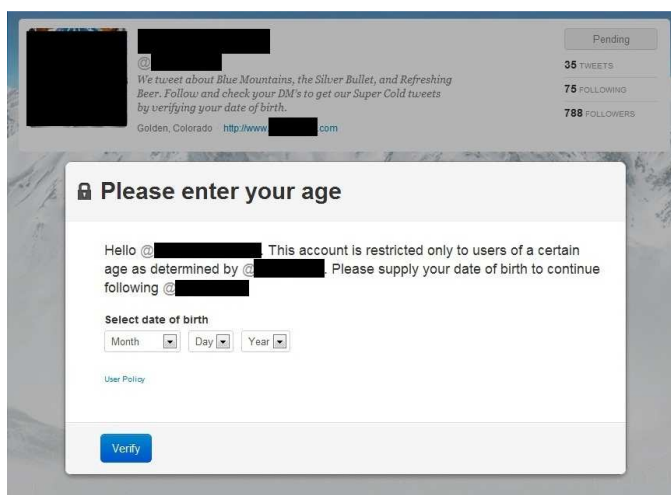 Pending
@
We tweet about Blue Mountains, the Silver Bullet, and Refreshing
Beer. Follow and check your DM's to get our Super Cold tweets
by verifying your date of birth.
Golden, Colorado · http://www. .com
35 TWEETS
75 FOLLOWING
788 FOLLOWERS
Please enter your age
Hello @ . This account is restricted only to users of a certain
age as determined by @ . Please supply your date of birth to continue
following @
Select date of birth
Month Day Year
User Policy
Verify